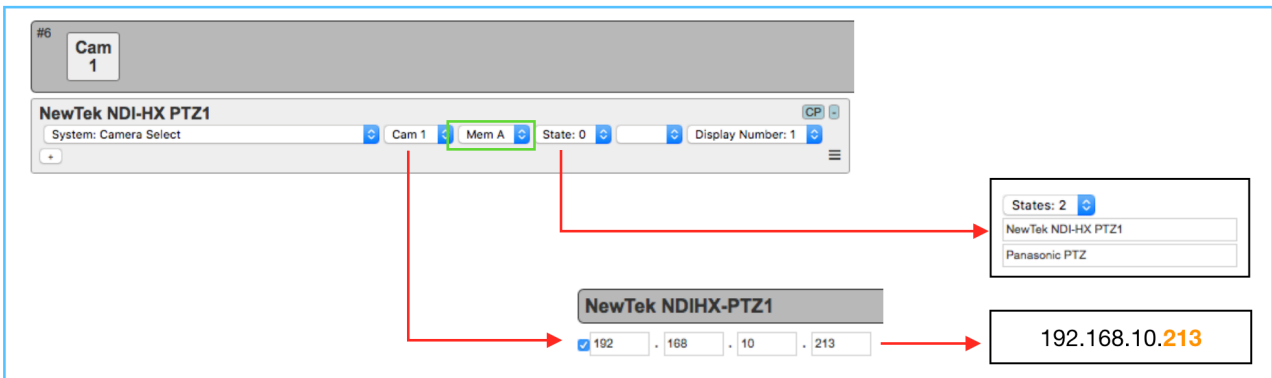 #6
Cam
1
NewTek NDI-HX PTZ1
CP -
System: Camera Select Cam 1 Mem A State: 0 Display Number: 1
+
States: 2
NewTek NDI-HX PTZ1
Panasonic PTZ
NewTek NDIHX-PTZ1
192 . 168 . 10 . 213
192.168.10.213